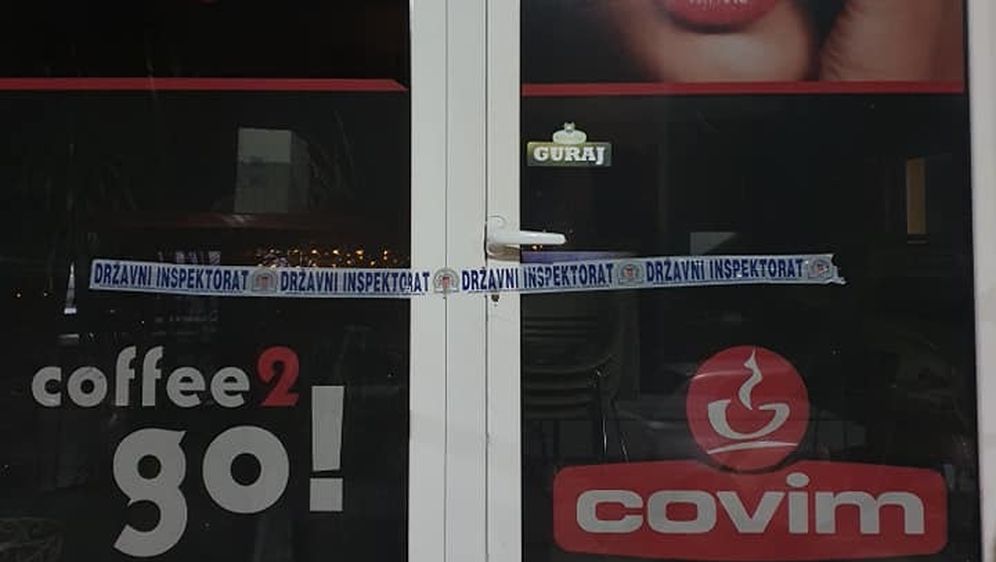 GURAJ
DRŽAVNI INSPEKTORAT DRŽAVNI INSPEKTORAT DRŽAVNI INSPEKTORAT DRŽAVNI INSPEKTORAT
coffee2
go!
covim